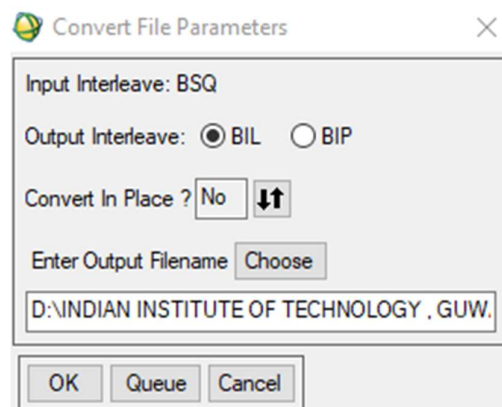 Convert File Parameters
Input Interleave: BSQ
Output Interleave: BIL BIP
Convert In Place ? No
Enter Output Filename Choose
D:\INDIAN INSTITUTE OF TECHNOLOGY , GUW.
OK Queue Cancel